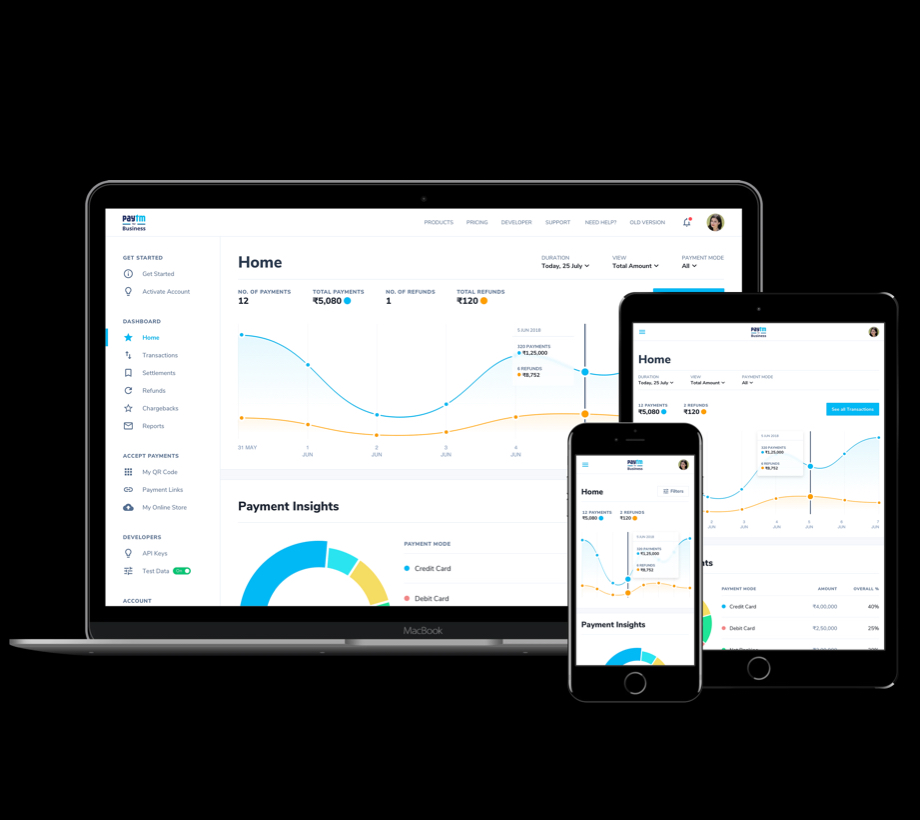 paytm
for
Business
PRODUCTS PRICING DEVELOPER SUPPORT NEED HELP? OLD VERSION
GET STARTED
Get Started
Activate Account
DASHBOARD
Home
Transactions
Settlements
Refunds
Chargebacks
Reports
ACCEPT PAYMENTS
My QR Code
Payment Links
My Online Store
DEVELOPERS
API Keys
Test Data
ACCOUNT
Home
DURATION VIEW PAYMENT MODE
Today, 25 July Total Amount All
NO. OF PAYMENTS TOTAL PAYMENTS NO. OF REFUNDS TOTAL REFUNDS
12 ₹5,080 1 ₹120
5 JUN 2018
320 PAYMENTS
₹1,25,000
6 REFUNDS
₹8,752
31 MAY 1 2 3 4
JUN JUN JUN JUN
Payment Insights
PAYMENT MODE
Credit Card
Debit Card
MacBook
paytm
Business
Home
DURATION VIEW PAYMENT MODE
Today, 25 July Total Amount All
12 PAYMENTS 2 REFUNDS
₹5,080 ₹120
See all Transactions
5 JUN 2018
320 PAYMENTS
₹1,25,000
6 REFUNDS
₹8,752
3 4 5 6 7
JUN JUN JUN JUN JUN
nts
PAYMENT MODE AMOUNT OVERALL %
Credit Card ₹4,00,000 40%
Debit Card ₹2,50,000 25%
paytm
Business
Home
Filters
12 PAYMENTS 2 REFUNDS
₹5,080 ₹120
5 JUN 2018
320 PAYMENTS
₹1,25,000
6 REFUNDS
₹8,752
Payment Insights